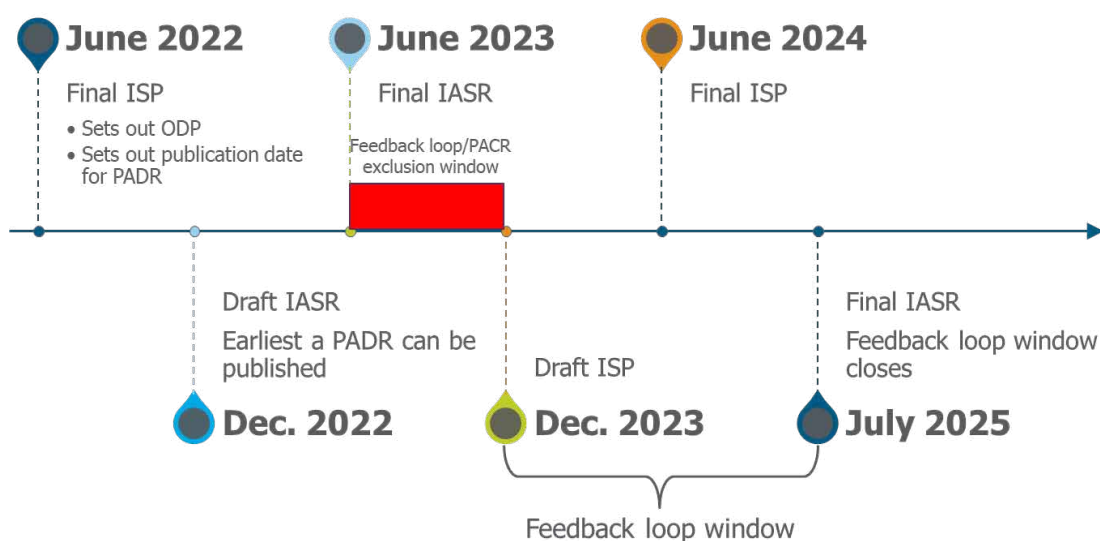 June 2022
Final ISP
• Sets out ODP
• Sets out publication date
for PADR
June 2023
Final IASR
Feedback loop/PACR
exclusion window
June 2024
Final ISP
Draft IASR
Earliest a PADR can be
published
Dec. 2022
Draft ISP
Dec. 2023
Final IASR
Feedback loop window
closes
July 2025
Feedback loop window